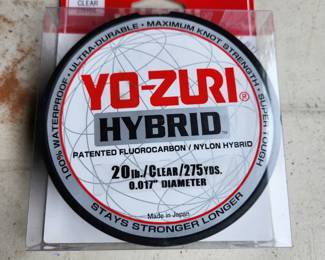 CLEAR
100% WATERPROOF • ULTRA-DURABLE • MAXIMUM KNOT STRENGTH • SUPER TOUGH
YO-ZURI®
HYBRID™
PATENTED FLUOROCARBON / NYLON HYBRID
20lb./CLEAR/275YDS.
0.017" DIAMETER
Made in Japan
STAYS STRONGER LONGER